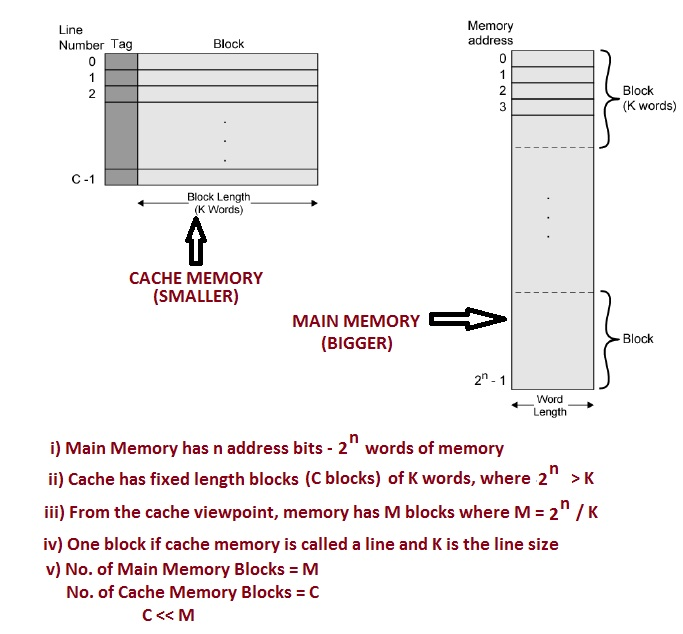 Line
Number Tag Block
0
1
2
C -1
Block Length
(K Words)
CACHE MEMORY
(SMALLER)
Memory
address
0
1
2
3
Block
(K words)
MAIN MEMORY
(BIGGER)
Block
2ⁿ - 1
Word
Length
i) Main Memory has n address bits - 2ⁿ words of memory
ii) Cache has fixed length blocks (C blocks) of K words, where 2ⁿ > K
iii) From the cache viewpoint, memory has M blocks where M = 2ⁿ / K
iv) One block if cache memory is called a line and K is the line size
v) No. of Main Memory Blocks = M
No. of Cache Memory Blocks = C
C << M